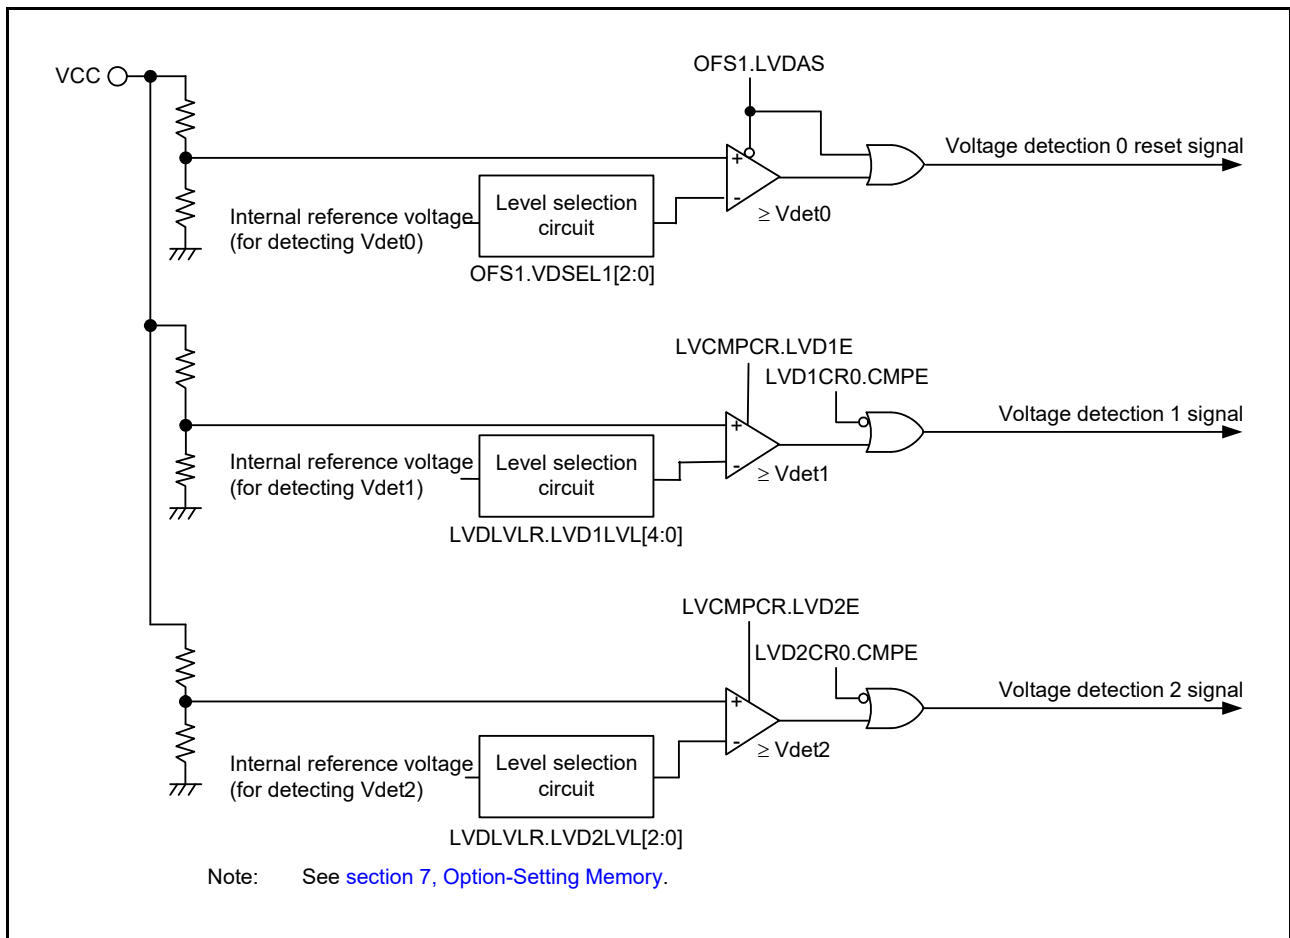 VCC
OFS1.LVDAS
+
-
Voltage detection 0 reset signal
Internal reference voltage
(for detecting Vdet0)
Level selection
circuit
≥ Vdet0
OFS1.VDSEL1[2:0]
LVCMPCR.LVD1E
LVD1CR0.CMPE
+
-
Voltage detection 1 signal
Internal reference voltage
(for detecting Vdet1)
Level selection
circuit
≥ Vdet1
LVDLVLR.LVD1LVL[4:0]
LVCMPCR.LVD2E
LVD2CR0.CMPE
+
-
Voltage detection 2 signal
Internal reference voltage
(for detecting Vdet2)
Level selection
circuit
≥ Vdet2
LVDLVLR.LVD2LVL[2:0]
Note: See section 7, Option-Setting Memory.